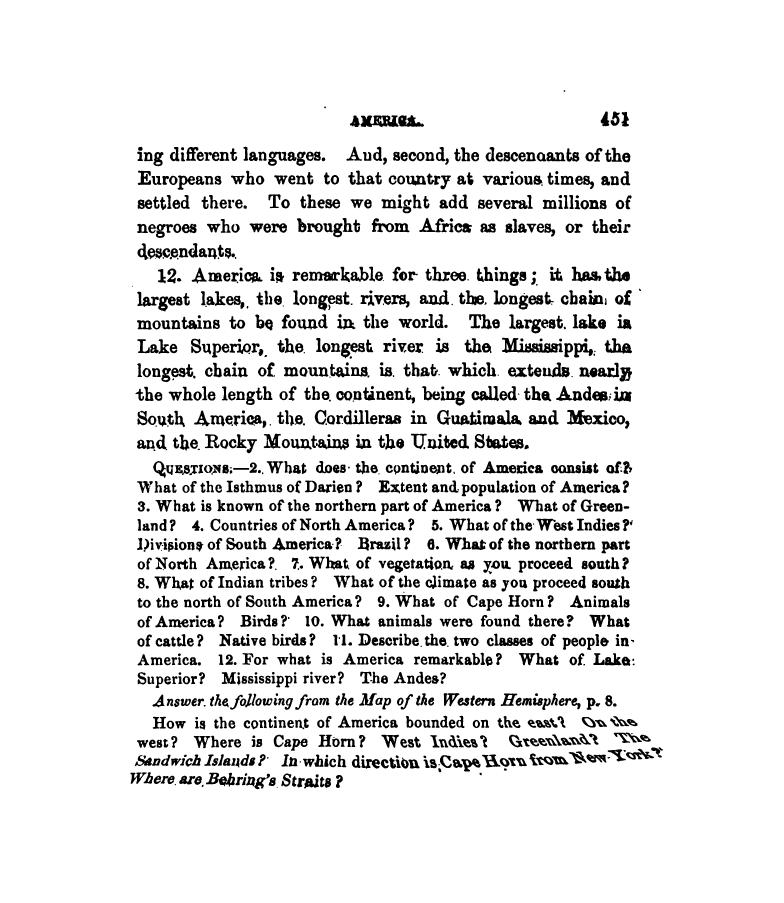 AMERICA. 451
ing different languages. And, second, the descendants of the
Europeans who went to that country at various times, and
settled there. To these we might add several millions of
negroes who were brought from Africa as slaves, or their
descendants.
12. America is remarkable for three things; it has the
largest lakes, the longest rivers, and the longest chain of
mountains to be found in the world. The largest lake is
Lake Superior, the longest river is the Mississippi, the
longest chain of mountains is that which extends nearly
the whole length of the continent, being called the Andes in
South America, the Cordilleras in Guatimala and Mexico,
and the Rocky Mountains in the United States.
QUESTIONS.—2. What does the continent of America consist of?
What of the Isthmus of Darien? Extent and population of America?
3. What is known of the northern part of America? What of Green-
land? 4. Countries of North America? 5. What of the West Indies?
Divisions of South America? Brazil? 6. What of the northern part
of North America? 7. What of vegetation as you proceed south?
8. What of Indian tribes? What of the climate as you proceed south
to the north of South America? 9. What of Cape Horn? Animals
of America? Birds? 10. What animals were found there? What
of cattle? Native birds? 11. Describe the two classes of people in
America. 12. For what is America remarkable? What of Lake
Superior? Mississippi river? The Andes?
Answer the following from the Map of the Western Hemisphere, p. 8.
How is the continent of America bounded on the east? On the
west? Where is Cape Horn? West Indies? Greenland? The
Sandwich Islands? In which direction is Cape Horn from New York?
Where are Behring's Straits?